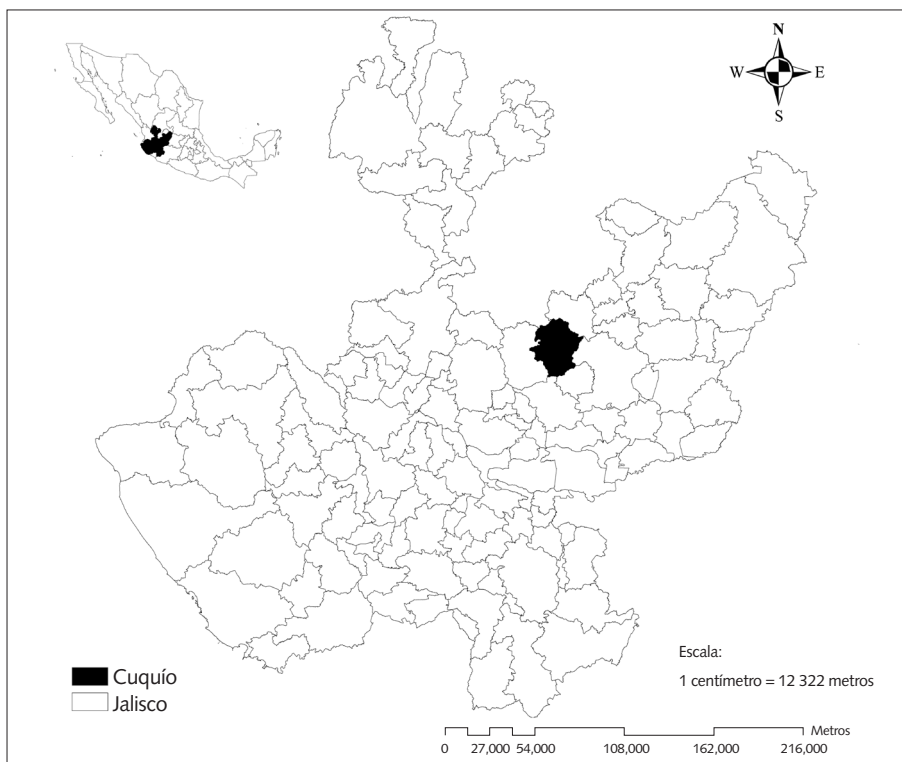 N
W E
S
Cuquío
Jalisco
Escala:
1 centímetro = 12 322 metros
Metros
0 27,000 54,000 108,000 162,000 216,000